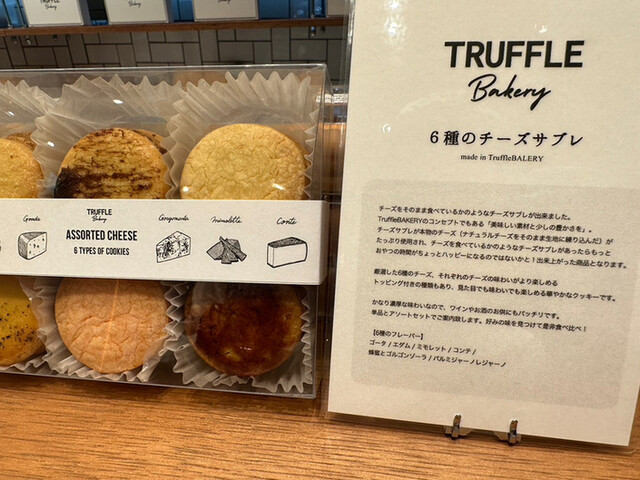 TRUFFLE
Bakery
6種のチーズサブレ
made in TruffleBALERY
チーズをそのまま食べているかのようなチーズサブレが出来ました。
TruffleBAKERYのコンセプトでもある「美味しい素材と少しの豊かさを」。
チーズサブレが本物のチーズ（ナチュラルチーズをそのまま生地に練り込んだ）が
たっぷり使用され、チーズを食べているかのようなチーズサブレがあったらもっと
おやつの時間がちょっとハッピーになるのではないかと！出来上がった商品となります。
厳選した6種のチーズ、それぞれのチーズの味わいがより楽しめる
トッピング付きの種類もあり、見た目でも味わいでも楽しめる華やかなクッキーです。
かなり濃厚な味わいなので、ワインやお酒のお供にもバッチリです。
単品とアソートセットでご案内致します。好みの味を見つけて是非食べ比べ！
【6種のフレーバー】
ゴータ / エダム / ミモレット / コンテ /
蜂蜜とゴルゴンゾーラ / パルミジャーノレジャーノ
Gouda
TRUFFLE
Bakery
ASSORTED CHEESE
6 TYPES OF COOKIES
Gorgonzola
Mimolette
Conte